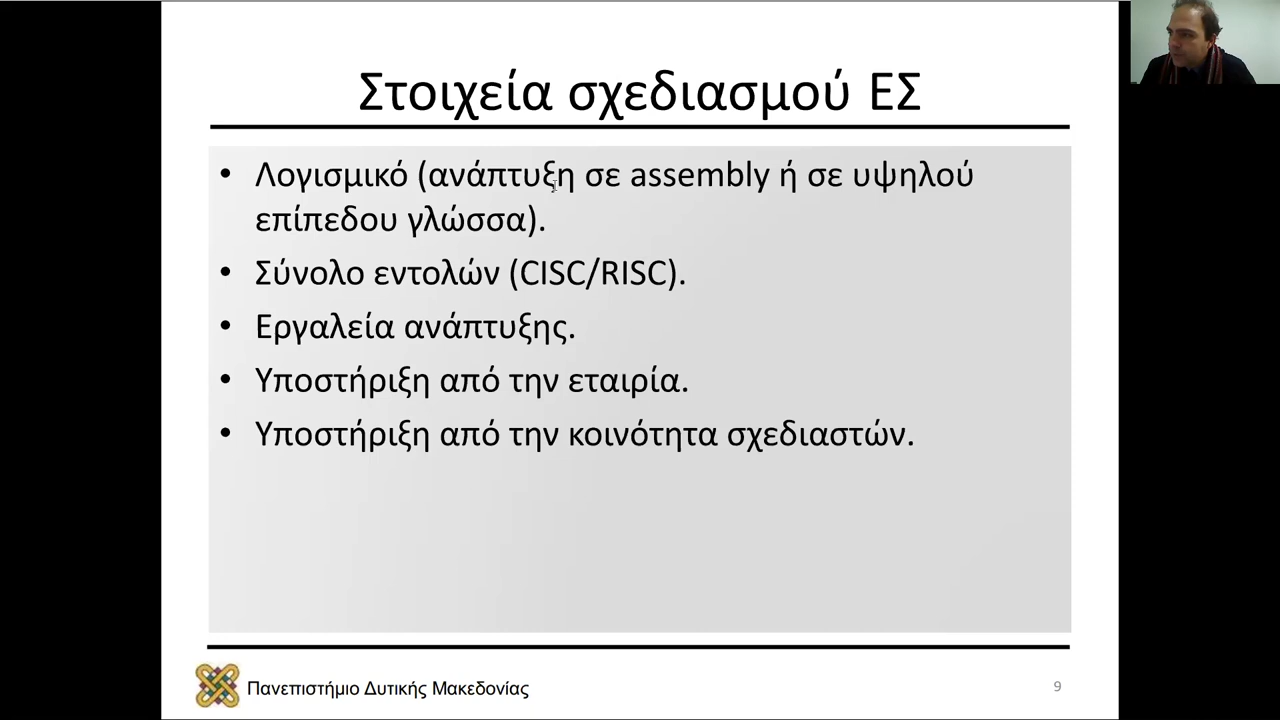 Στοιχεία σχεδιασμού ΕΣ
• Λογισμικό (ανάπτυξη σε assembly ή σε υψηλού
επίπεδου γλώσσα).
• Σύνολο εντολών (CISC/RISC).
• Εργαλεία ανάπτυξης.
• Υποστήριξη από την εταιρία.
• Υποστήριξη από την κοινότητα σχεδιαστών.
Πανεπιστήμιο Δυτικής Μακεδονίας
9